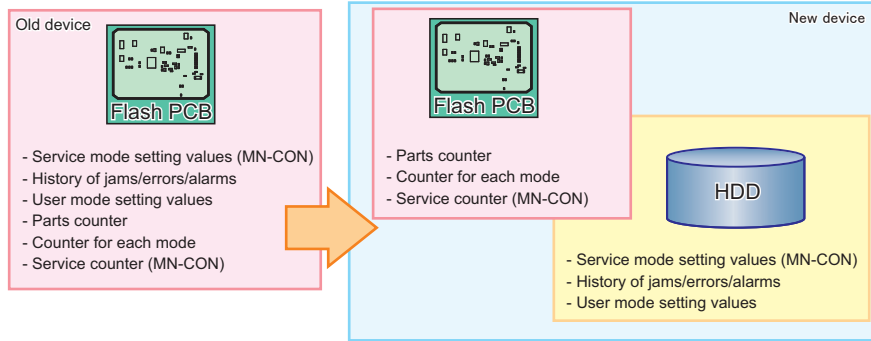 Old device
Flash PCB
- Service mode setting values (MN-CON)
- History of jams/errors/alarms
- User mode setting values
- Parts counter
- Counter for each mode
- Service counter (MN-CON)
New device
Flash PCB
- Parts counter
- Counter for each mode
- Service counter (MN-CON)
HDD
- Service mode setting values (MN-CON)
- History of jams/errors/alarms
- User mode setting values